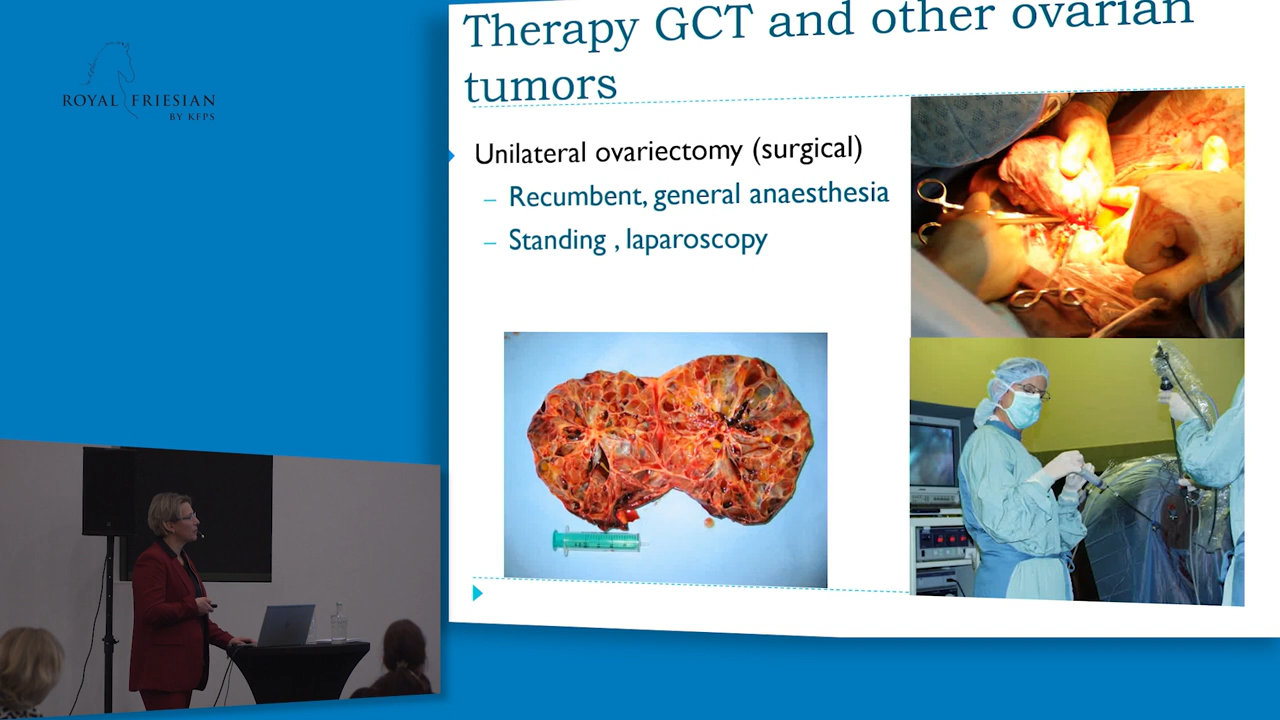 ROYAL FRIESIAN
BY KFPS
Therapy GCT and other ovarian
tumors
Unilateral ovariectomy (surgical)
– Recumbent, general anaesthesia
– Standing , laparoscopy